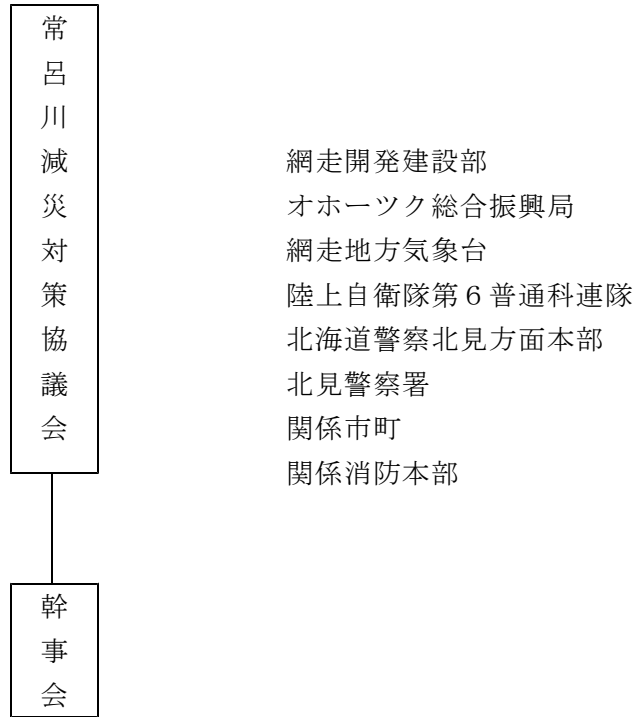 常呂川減災対策協議会
網走開発建設部
オホーツク総合振興局
網走地方気象台
陸上自衛隊第６普通科連隊
北海道警察北見方面本部
北見警察署
関係市町
関係消防本部
幹事会